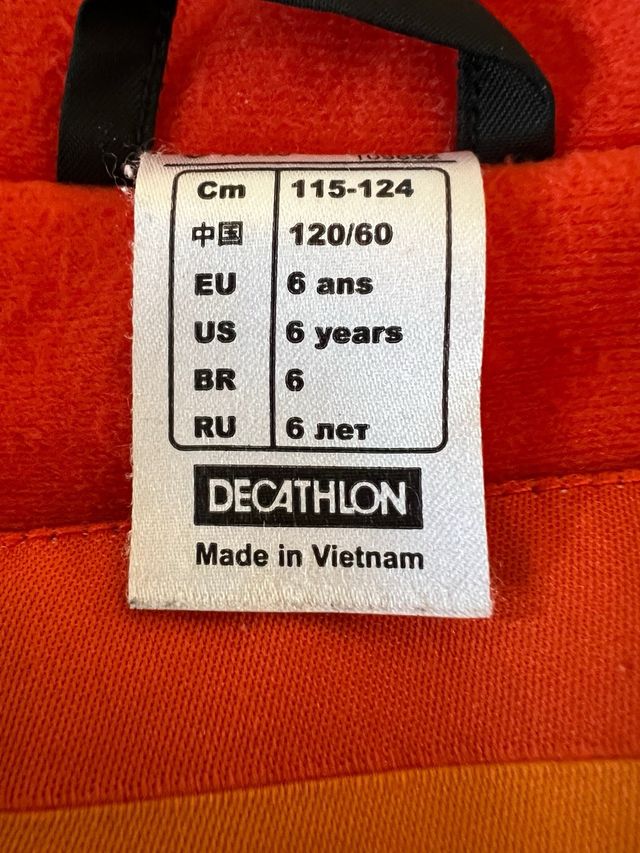 Cm 115-124
中国 120/60
EU 6 ans
US 6 years
BR 6
RU 6 лет
DECATHLON
Made in Vietnam